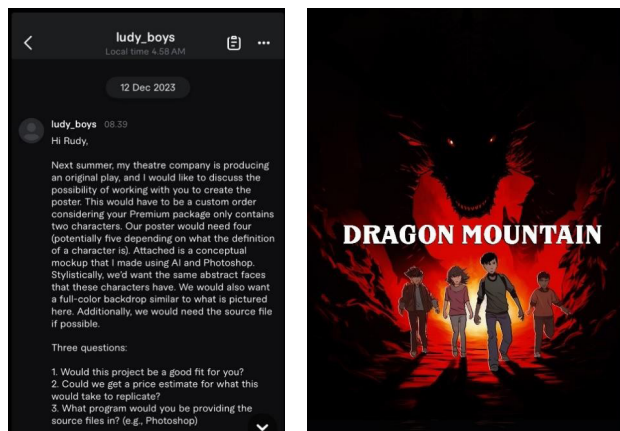 ludy_boys
Local time 4.58 AM
12 Dec 2023
ludy_boys 08.39
Hi Rudy,
Next summer, my theatre company is producing
an original play, and I would like to discuss the
possibility of working with you to create the
poster. This would have to be a custom order
considering your Premium package only contains
two characters. Our poster would need four
(potentially five depending on what the definition
of a character is). Attached is a conceptual
mockup that I made using AI and Photoshop.
Stylistically, we'd want the same abstract faces
that these characters have. We would also want
a full-color backdrop similar to what is pictured
here. Additionally, we would need the source file
if possible.
Three questions:
1. Would this project be a good fit for you?
2. Could we get a price estimate for what this
would take to replicate?
3. What program would you be providing the
source files in? (e.g., Photoshop)
DRAGON MOUNTAIN